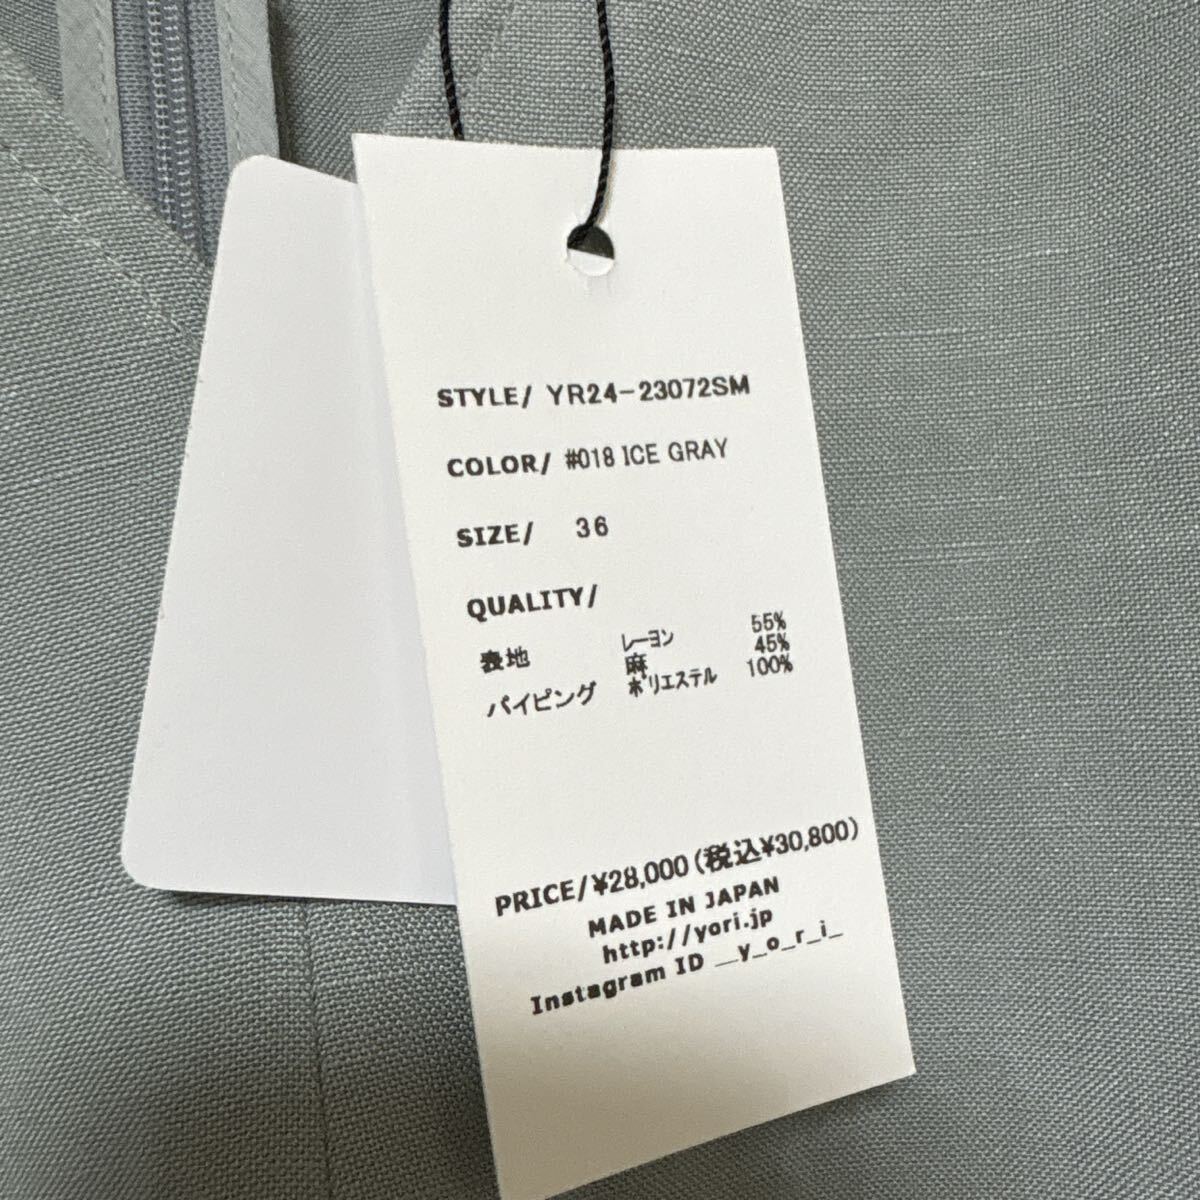 STYLE/ YR24-23072SM
COLOR/ #018 ICE GRAY
SIZE/ 36
QUALITY/
表地 レーヨン 55%
麻 45%
パイピング ポリエステル 100%
PRICE/¥28,000(税込¥30,800)
MADE IN JAPAN
http://yori.jp
Instagram ID _y_o_r_i_